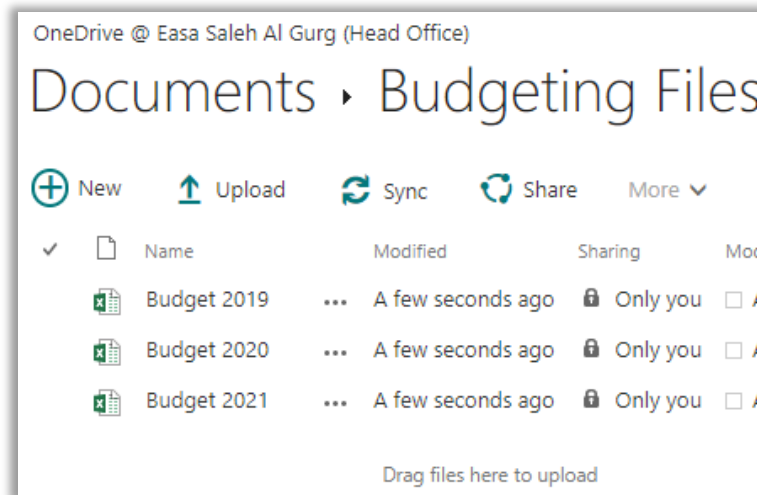 OneDrive @ Easa Saleh Al Gurg (Head Office)
Documents ▸ Budgeting Files
New Upload Sync Share More
Name Modified Sharing
Budget 2019 ... A few seconds ago Only you
Budget 2020 ... A few seconds ago Only you
Budget 2021 ... A few seconds ago Only you
Drag files here to upload